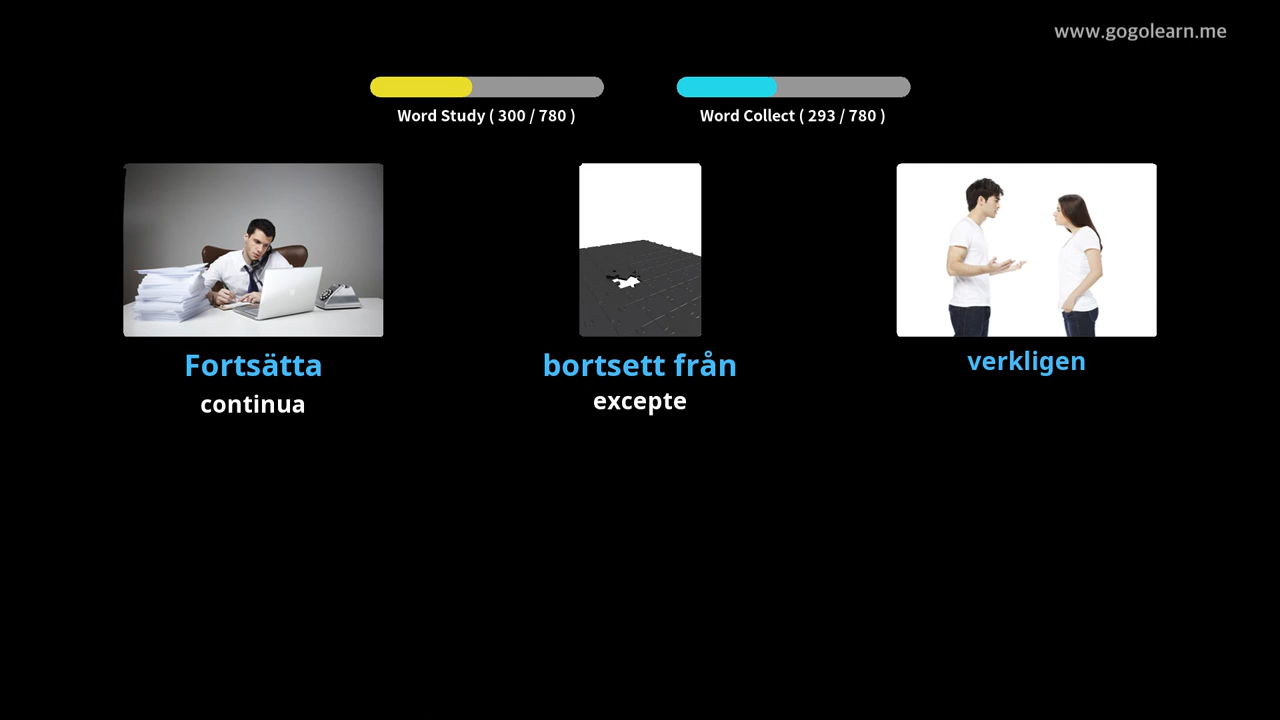 www.gogolearn.me
Word Study ( 300 / 780 )
Word Collect ( 293 / 780 )
Fortsätta
continua
bortsett från
excepte
verkligen